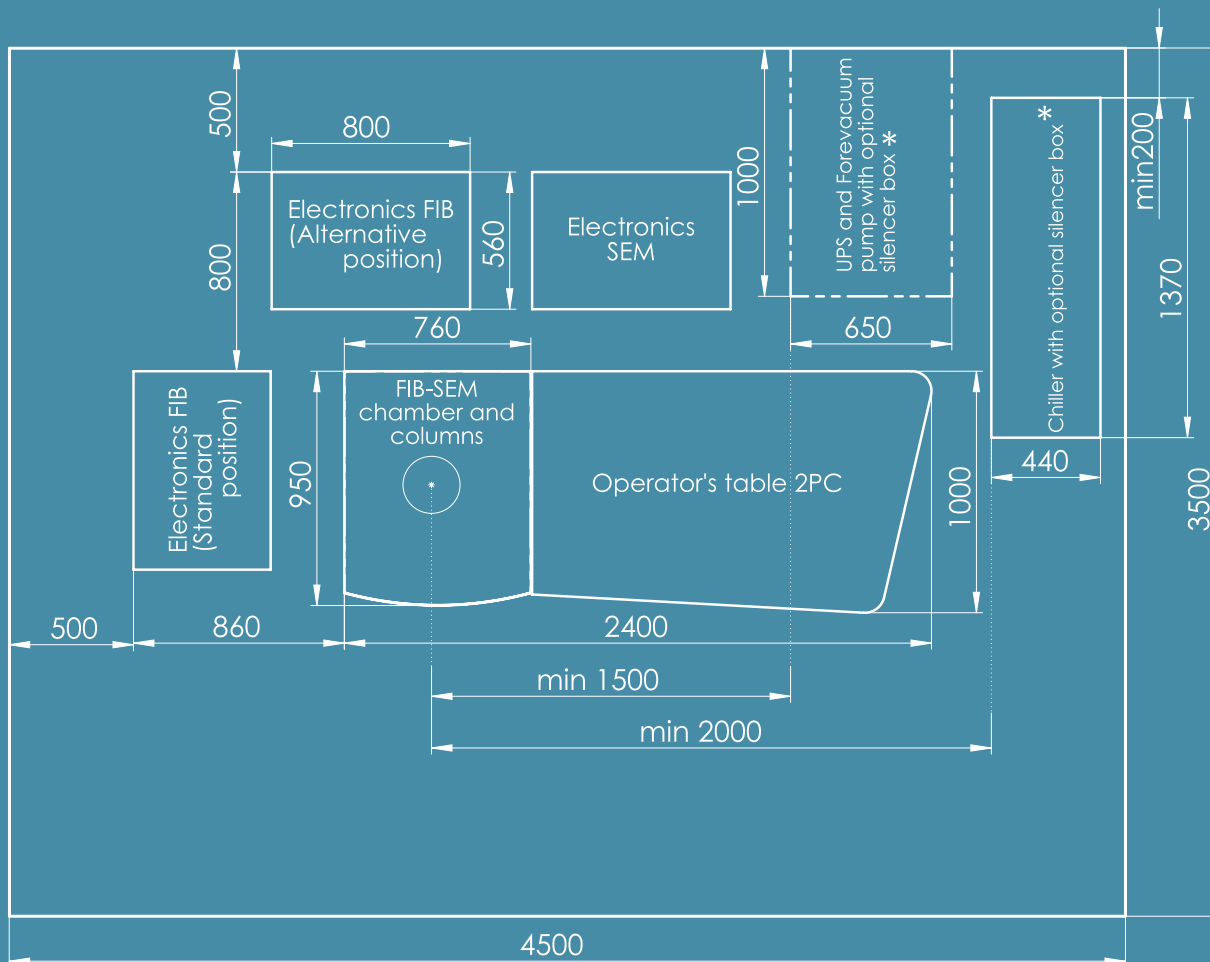 500
800
800
Electronics FIB
(Alternative
position)
560
Electronics
SEM
1000
UPS and Forevacuum
pump with optional
silencer box *
650
min200
Chiller with optional silencer box *
1370
440
3500
760
FIB-SEM
chamber and
columns
950
Operator's table 2PC
1000
Electronics FIB
(Standard
position)
500
860
2400
min 1500
min 2000
4500